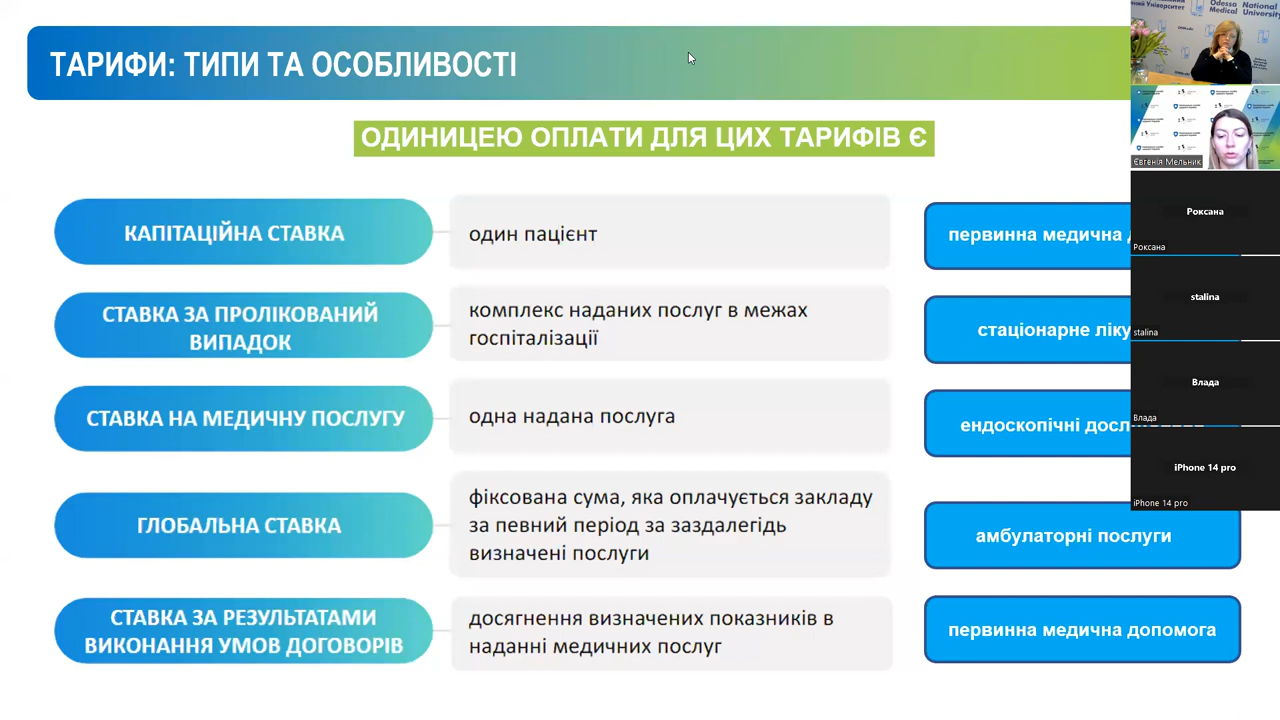 ТАРИФИ: ТИПИ ТА ОСОБЛИВОСТІ
ОДИНИЦЕЮ ОПЛАТИ ДЛЯ ЦИХ ТАРИФІВ Є
КАПІТАЦІЙНА СТАВКА
один пацієнт
первинна медична
СТАВКА ЗА ПРОЛІКОВАНИЙ
ВИПАДОК
комплекс наданих послуг в межах
госпіталізації
стаціонарне
СТАВКА НА МЕДИЧНУ ПОСЛУГУ
одна надана послуга
ендоскопічні
ГЛОБАЛЬНА СТАВКА
фіксована сума, яка оплачується закладу
за певний період за заздалегідь
визначені послуги
амбулаторні послуги
СТАВКА ЗА РЕЗУЛЬТАТАМИ
ВИКОНАННЯ УМОВ ДОГОВОРІВ
досягнення визначених показників в
наданні медичних послуг
первинна медична допомога
Odessa National
Medical University
Євгенія Мельник
Роксана
Роксана
stalina
stalina
Влада
Влада
iPhone 14 pro
iPhone 14 pro